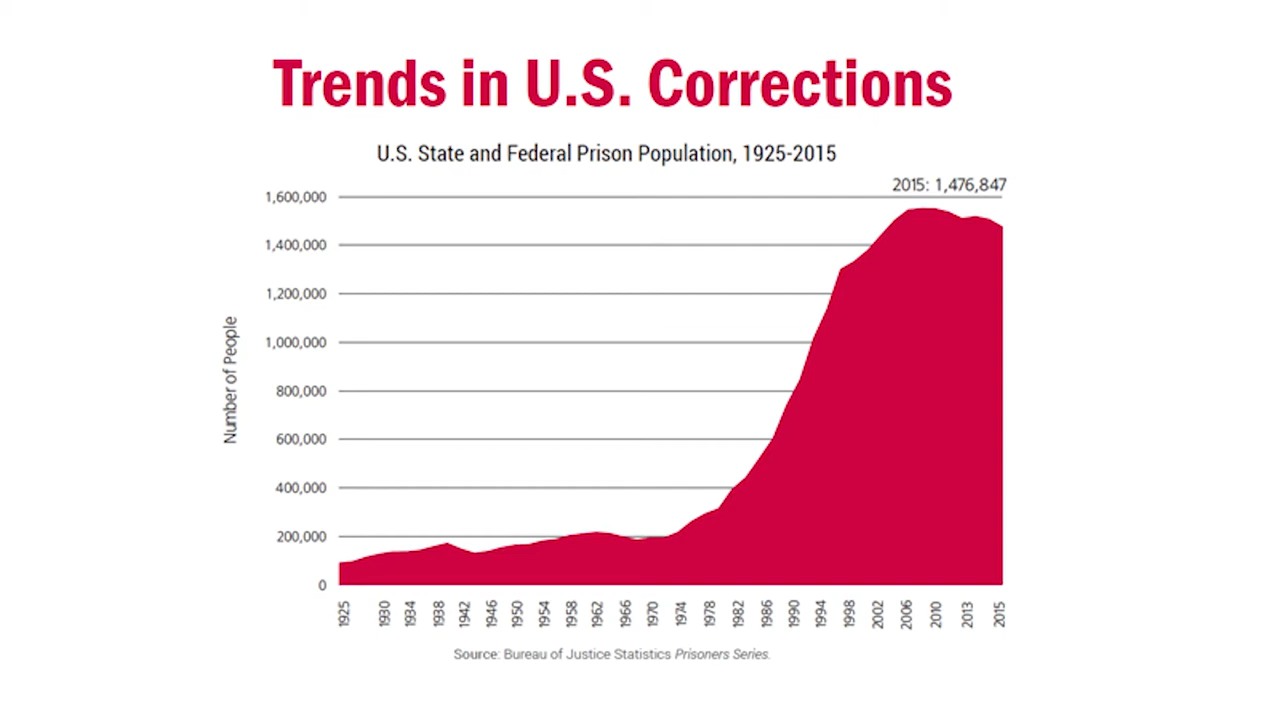 Trends in U.S. Corrections
U.S. State and Federal Prison Population, 1925-2015
2015: 1,476,847
1,600,000
1,400,000
1,200,000
1,000,000
800,000
600,000
400,000
200,000
0
Number of People
1925 1930 1934 1938 1942 1946 1950 1954 1958 1962 1966 1970 1974 1978 1982 1986 1990 1994 1998 2002 2006 2010 2013 2015
Source: Bureau of Justice Statistics Prisoners Series.